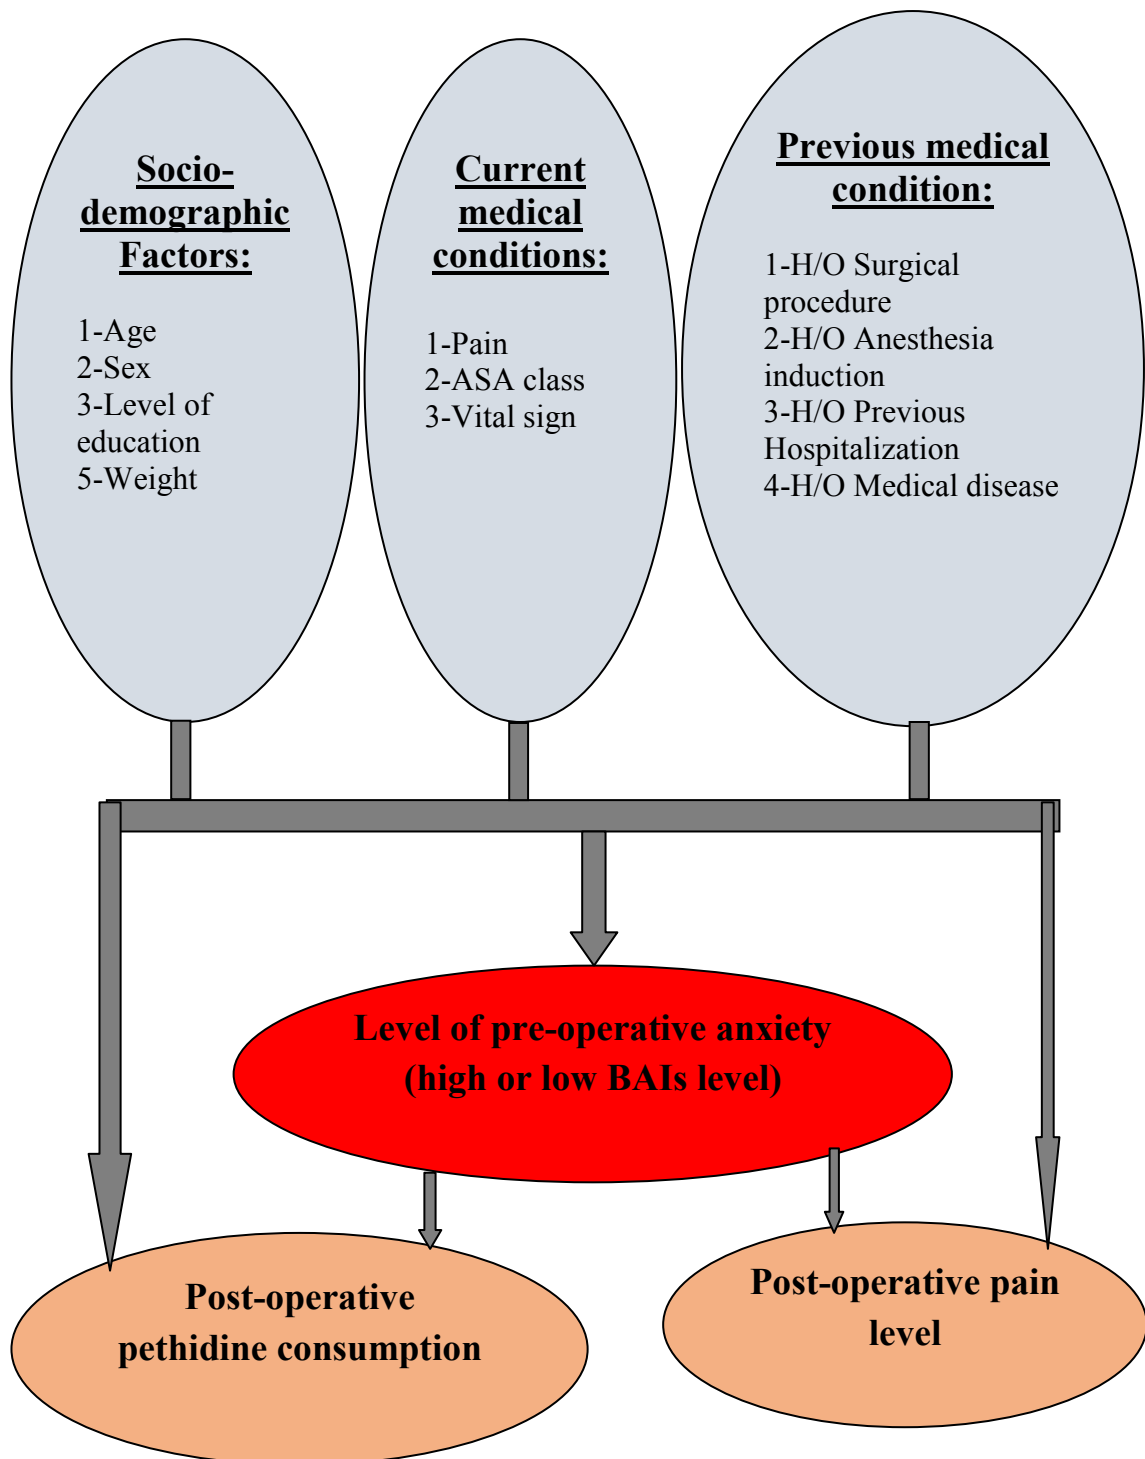 Socio-
demographic
Factors:
1-Age
2-Sex
3-Level of
education
5-Weight
Current
medical
conditions:
1-Pain
2-ASA class
3-Vital sign
Previous medical
condition:
1-H/O Surgical
procedure
2-H/O Anesthesia
induction
3-H/O Previous
Hospitalization
4-H/O Medical disease
Level of pre-operative anxiety
(high or low BAIs level)
Post-operative
pethidine consumption
Post-operative pain
level